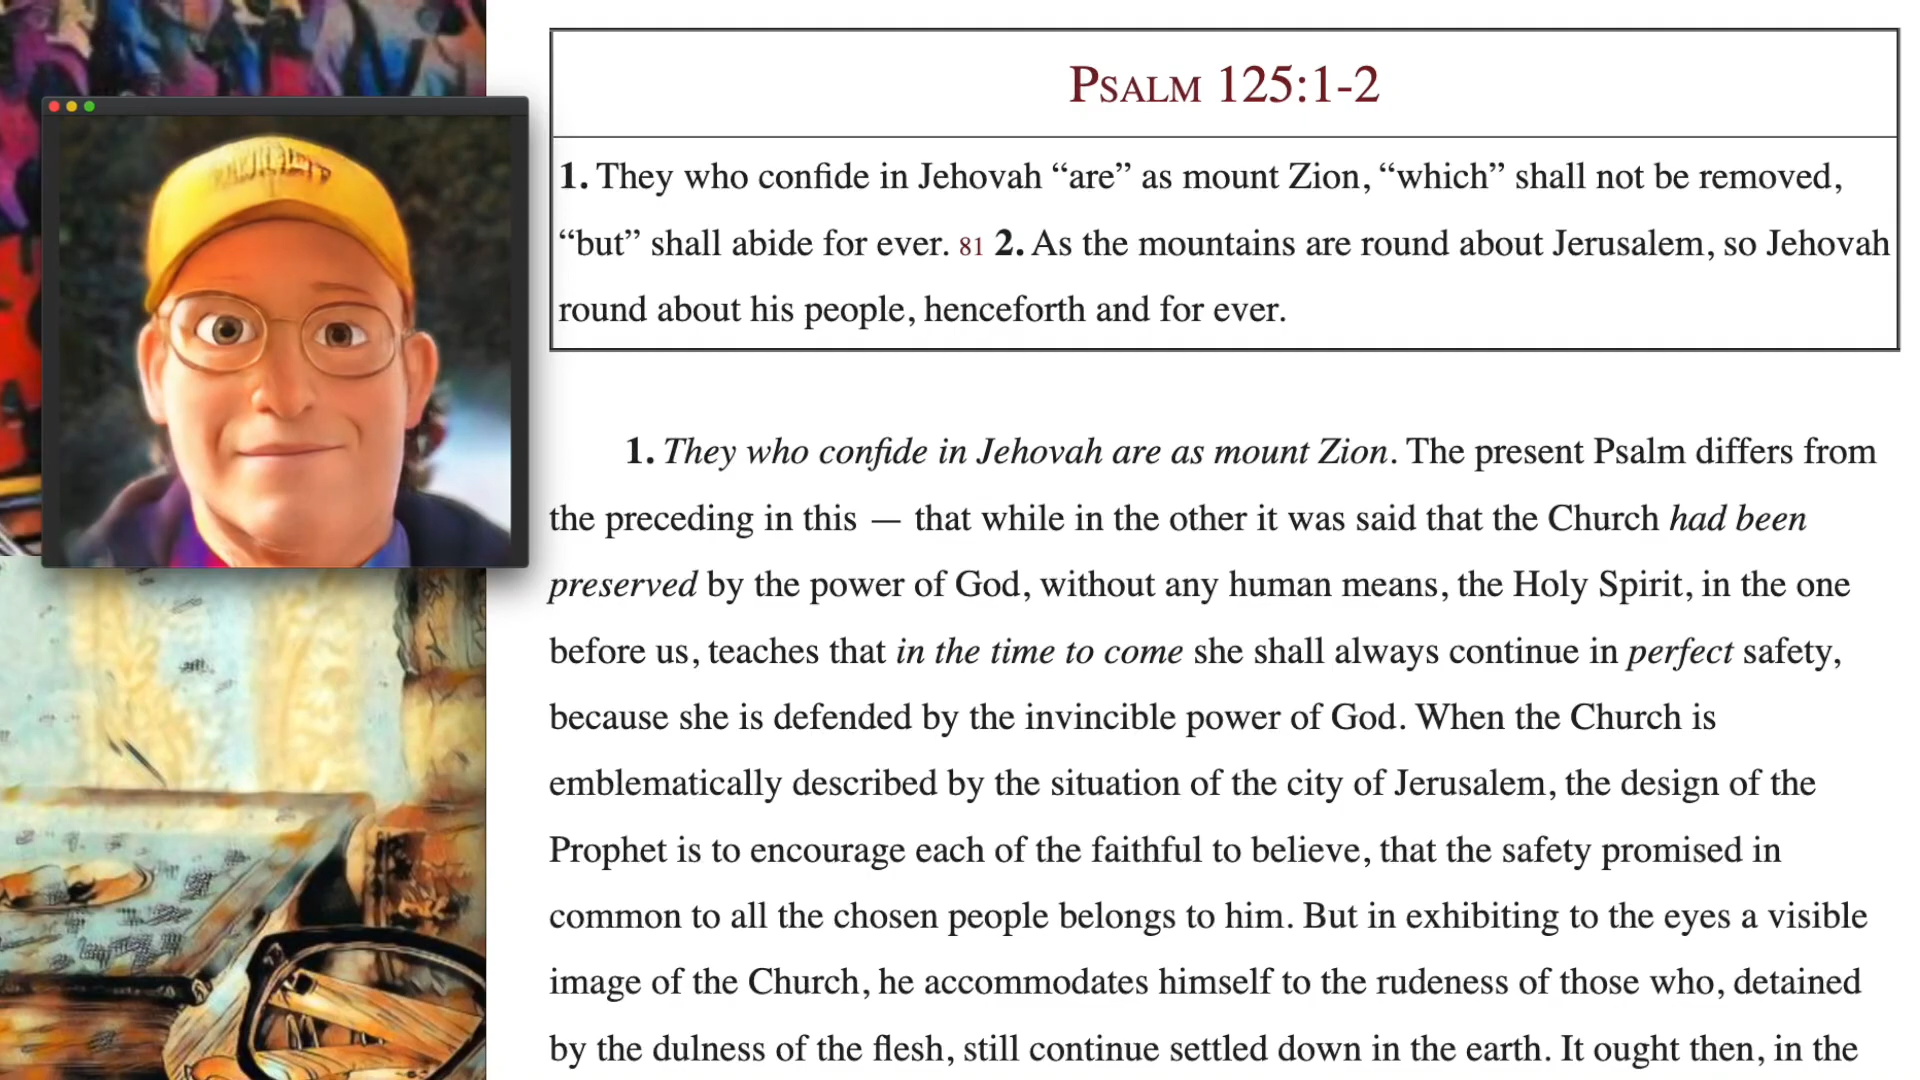 PSALM 125:1-2
1. They who confide in Jehovah “are” as mount Zion, “which” shall not be removed,
“but” shall abide for ever. 81 2. As the mountains are round about Jerusalem, so Jehovah
round about his people, henceforth and for ever.
1. They who confide in Jehovah are as mount Zion. The present Psalm differs from
the preceding in this — that while in the other it was said that the Church had been
preserved by the power of God, without any human means, the Holy Spirit, in the one
before us, teaches that in the time to come she shall always continue in perfect safety,
because she is defended by the invincible power of God. When the Church is
emblematically described by the situation of the city of Jerusalem, the design of the
Prophet is to encourage each of the faithful to believe, that the safety promised in
common to all the chosen people belongs to him. But in exhibiting to the eyes a visible
image of the Church, he accommodates himself to the rudeness of those who, detained
by the dulness of the flesh, still continue settled down in the earth. It ought then, in the